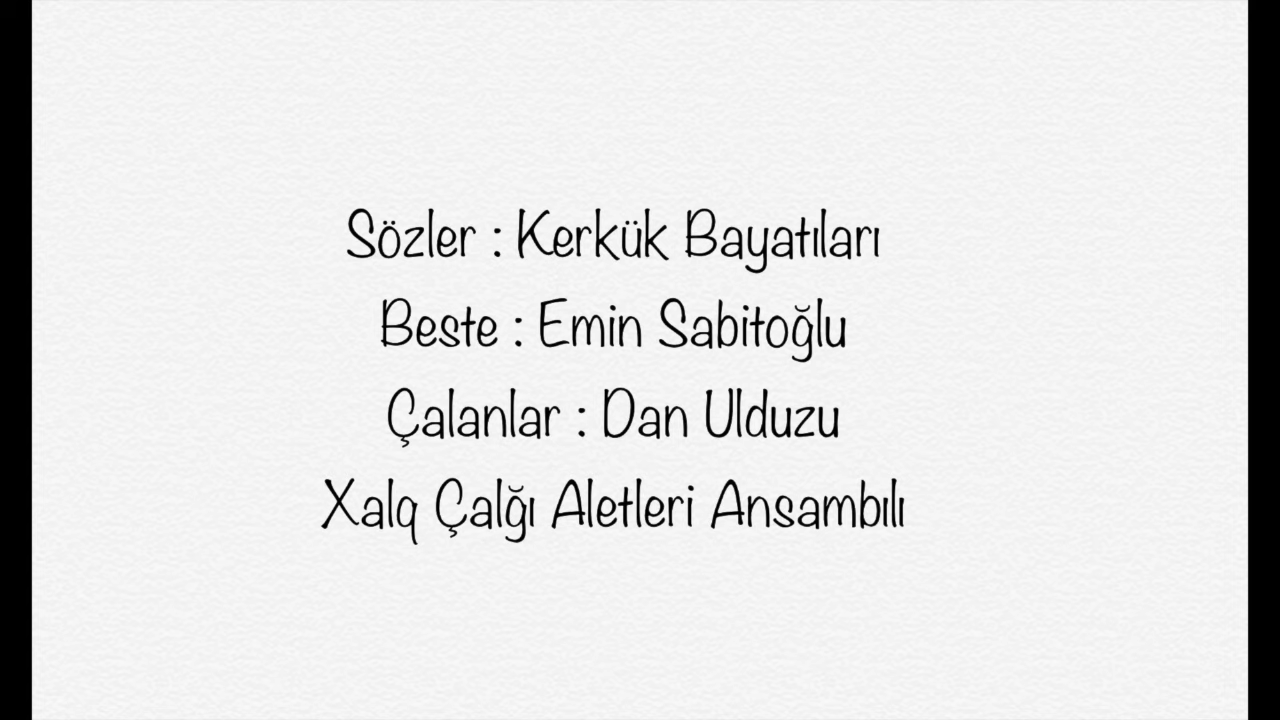 Sözler : Kerkük Bayatıları
Beste : Emin Sabitoğlu
Çalanlar : Dan Ulduzu
Xalq Çalğı Aletleri Ansambılı